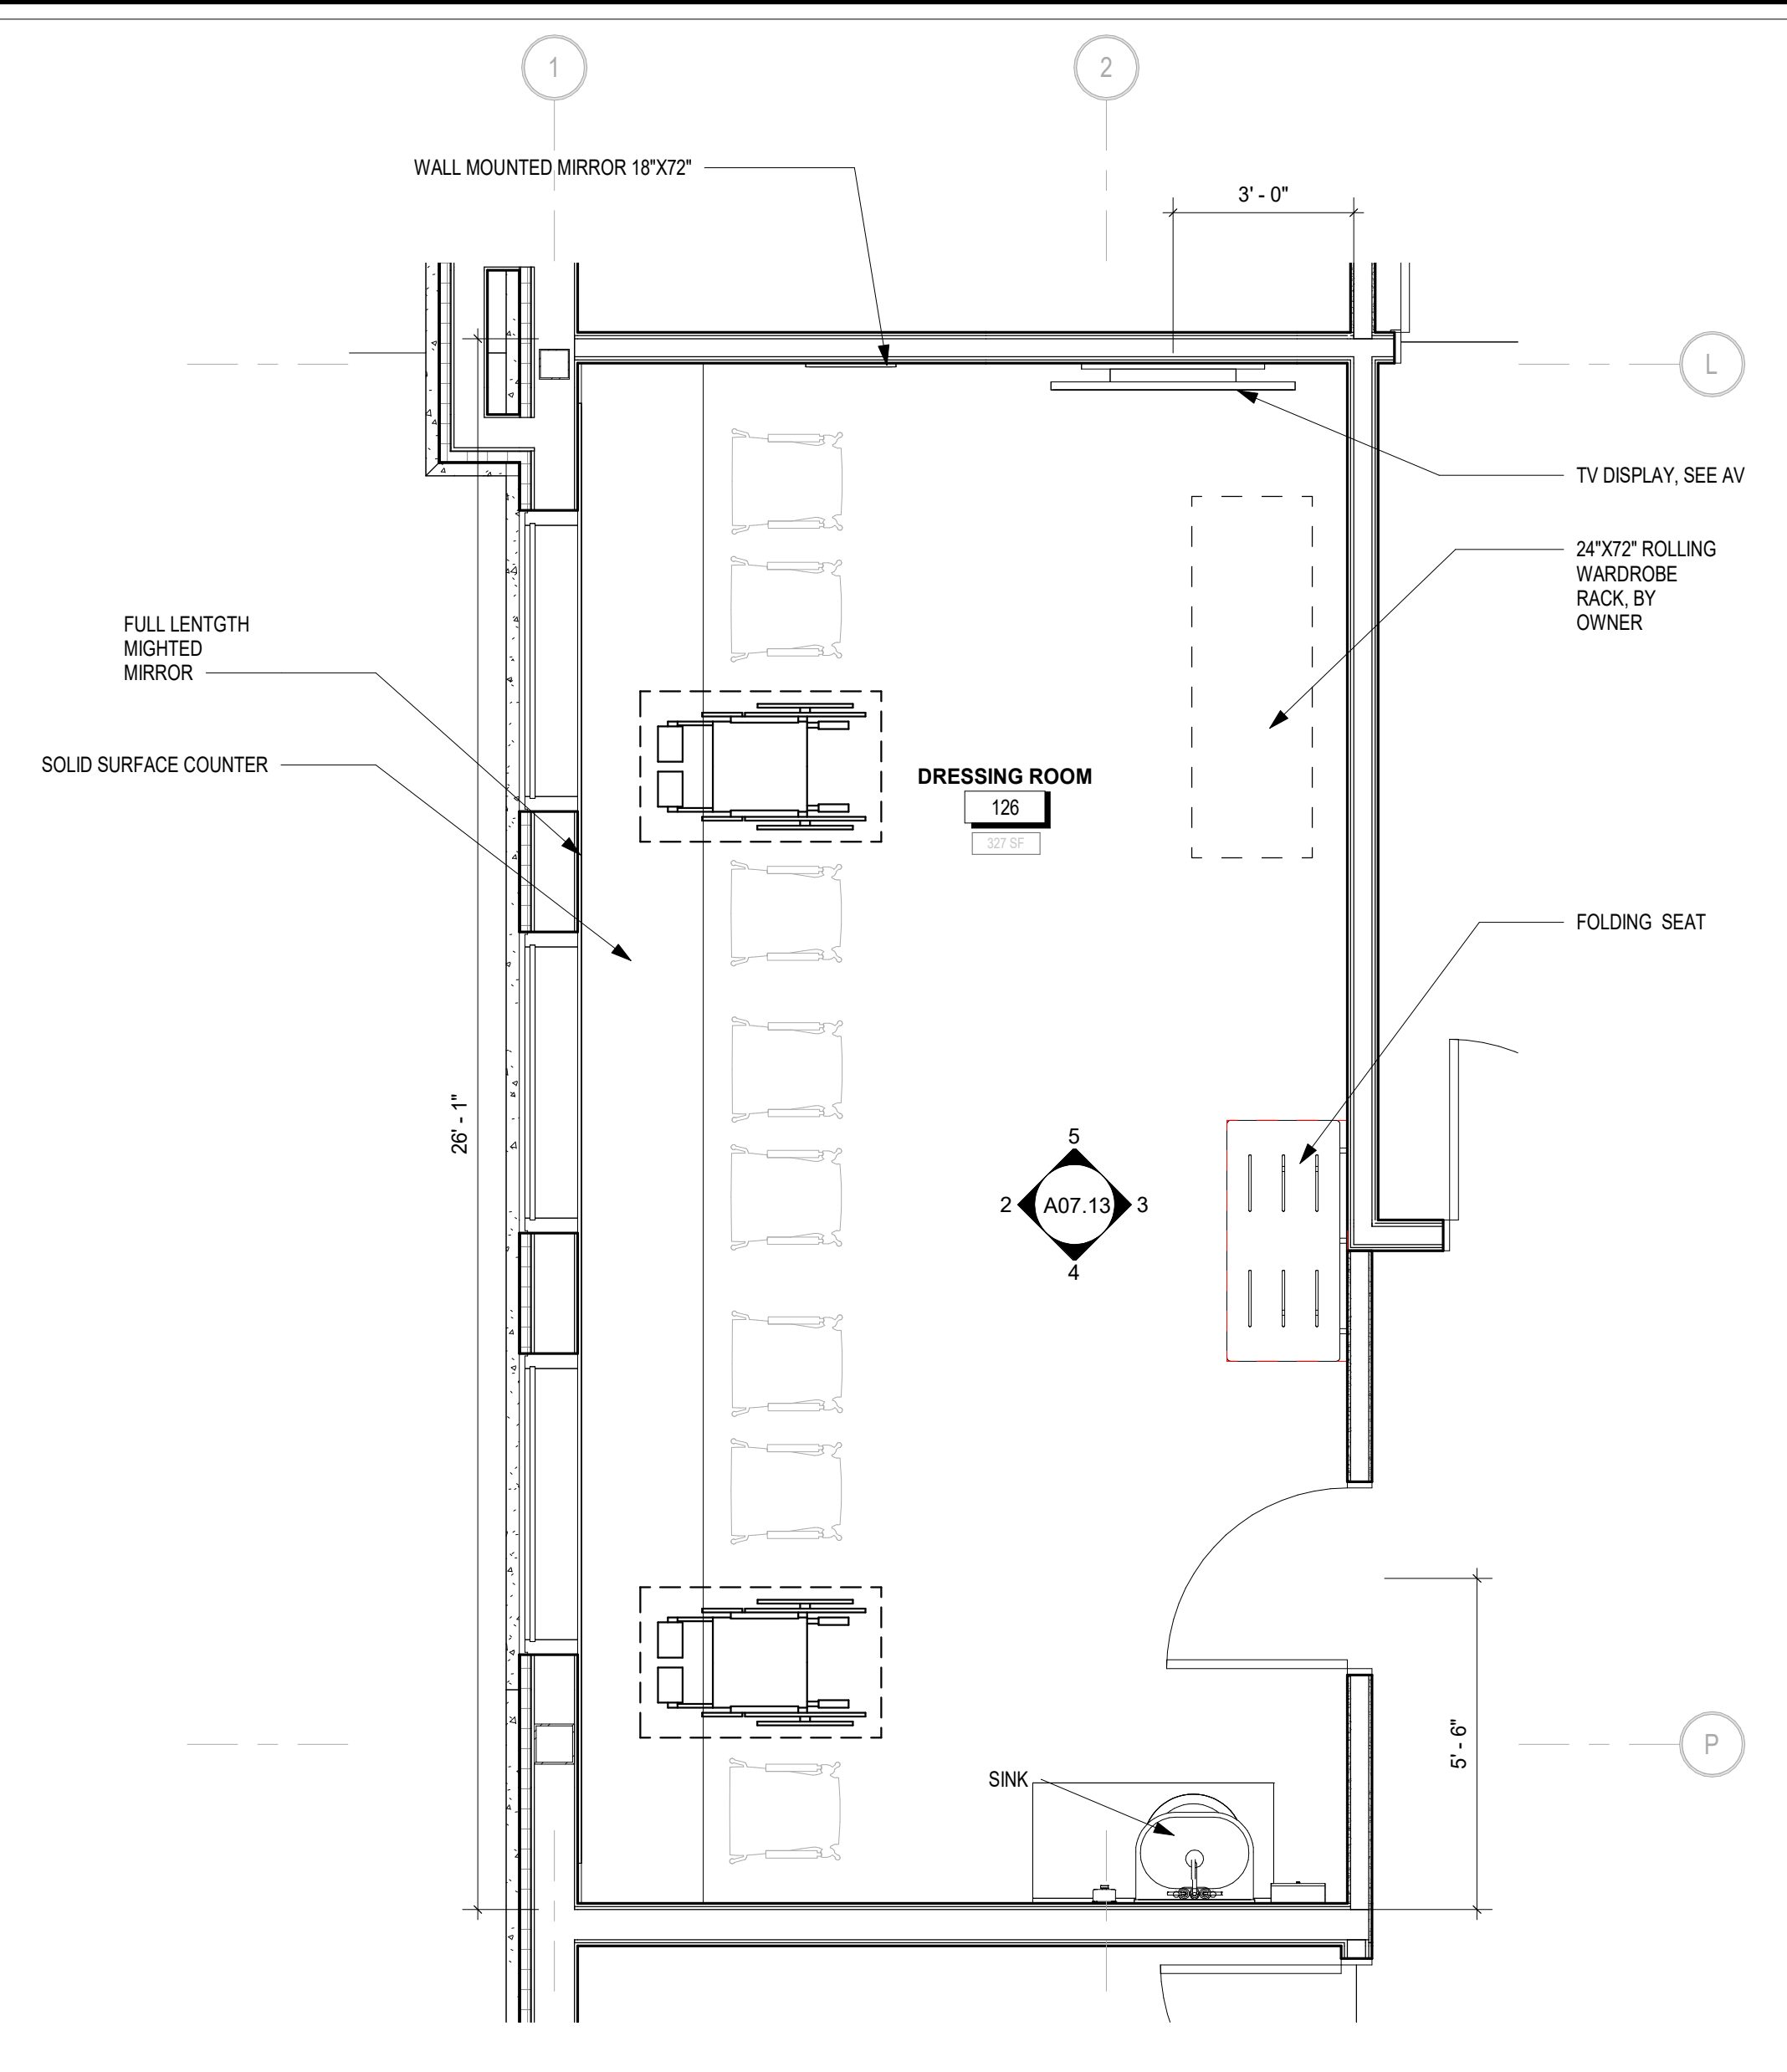 1
2
WALL MOUNTED MIRROR 18"X72"
3' - 0"
L
TV DISPLAY, SEE AV
24"X72" ROLLING
WARDROBE
RACK, BY
OWNER
FULL LENTGTH
MIGHTED
MIRROR
SOLID SURFACE COUNTER
DRESSING ROOM
126
327 SF
FOLDING SEAT
26' - 1"
5
2 A07.13 3
4
5' - 6"
P
SINK